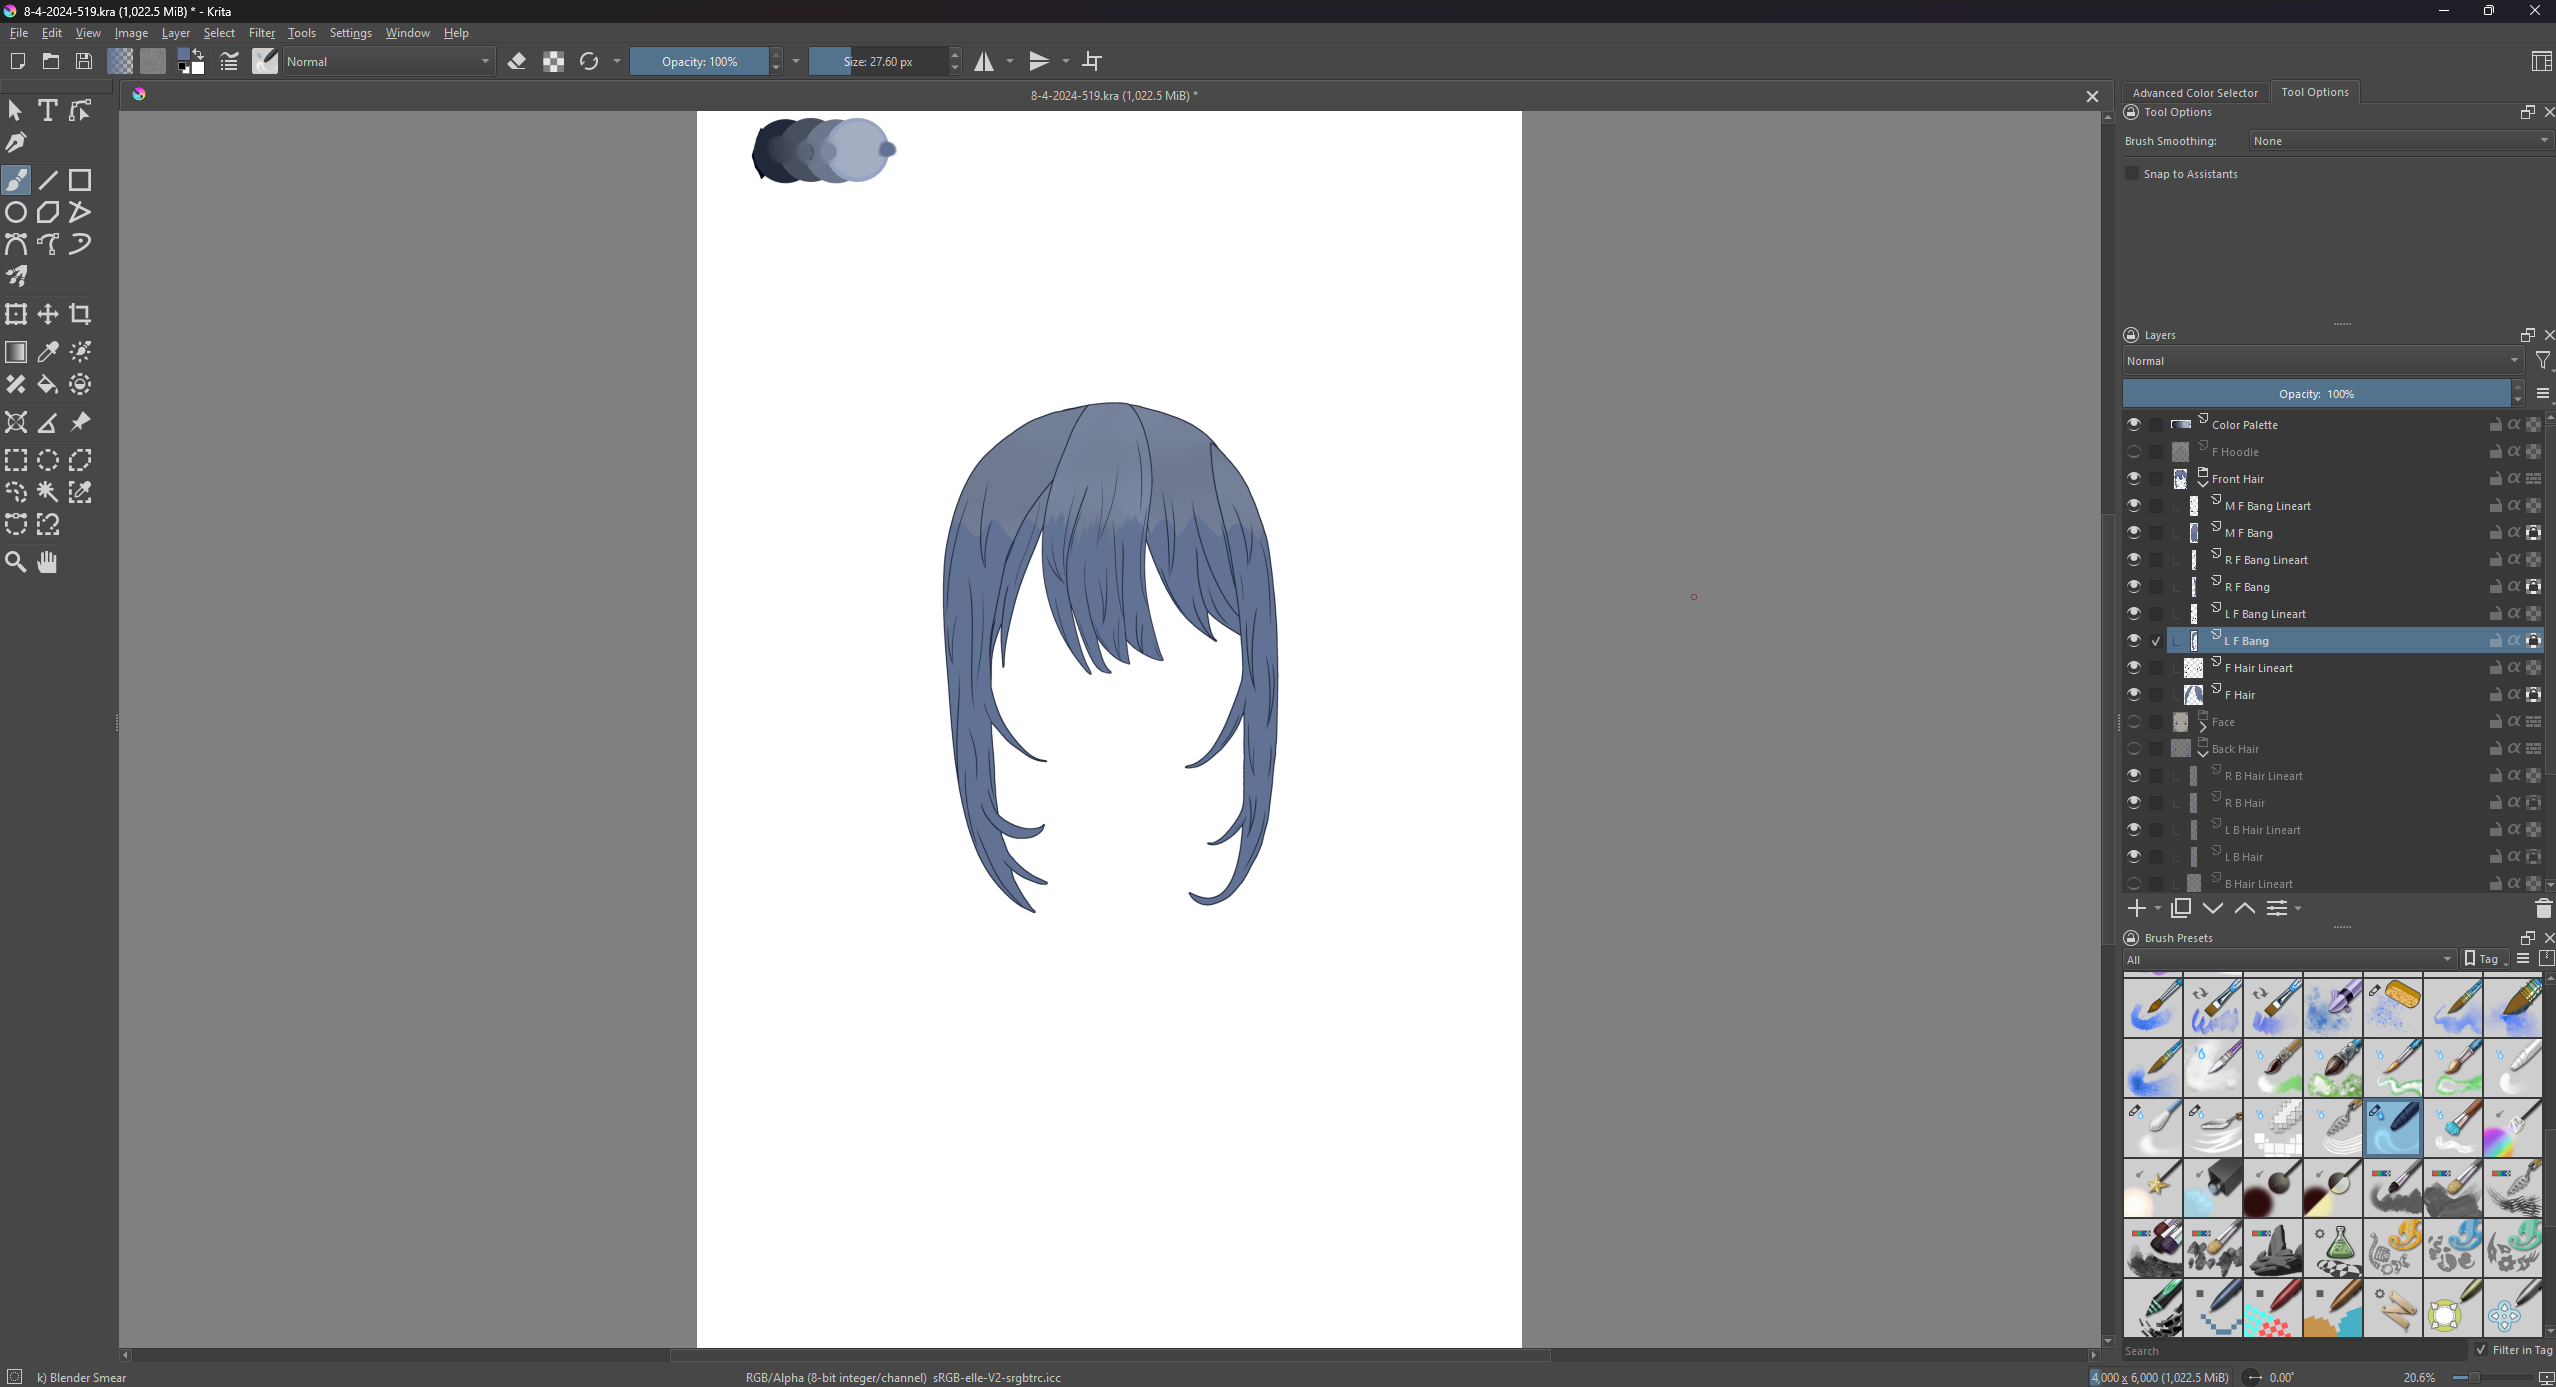 8-4-2024-519.kra (1,022.5 MiB) * - Krita
File Edit View Image Layer Select Filter Tools Settings Window Help
Normal
Opacity: 100%
Size: 27.60 px
8-4-2024-519.kra (1,022.5 MiB) *
Advanced Color Selector
Tool Options
Tool Options
Brush Smoothing:
None
Snap to Assistants
Layers
Normal
Opacity: 100%
Color Palette
F Hoodie
Front Hair
M F Bang Lineart
M F Bang
R F Bang Lineart
R F Bang
L F Bang Lineart
L F Bang
F Hair Lineart
F Hair
Face
Back Hair
R B Hair Lineart
R B Hair
L B Hair Lineart
L B Hair
B Hair Lineart
Brush Presets
All
Tag
Search
Filter in Tag
k) Blender Smear
RGB/Alpha (8-bit integer/channel) sRGB-elle-V2-srgbtrc.icc
4,000 x 6,000 (1,022.5 MiB)
0.00°
20.6%